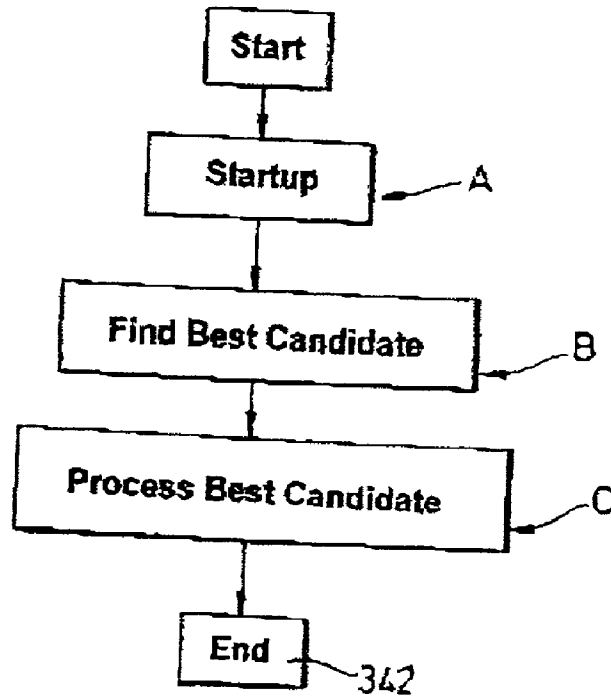 Start
Startup
A
Find Best Candidate
B
Process Best Candidate
C
End
342